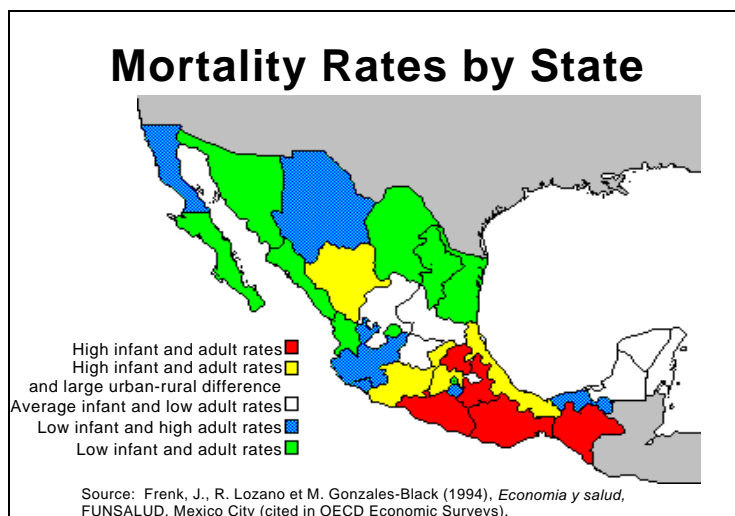 Mortality Rates by State
High infant and adult rates
High infant and adult rates
and large urban-rural difference
Average infant and low adult rates
Low infant and high adult rates
Low infant and adult rates
Source: Frenk, J., R. Lozano et M. Gonzales-Black (1994), Economia y salud,
FUNSALUD, Mexico City (cited in OECD Economic Surveys).